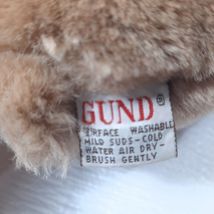 GUND®
SURFACE WASHABLE
MILD SUDS-COLD
WATER AIR DRY-
BRUSH GENTLY